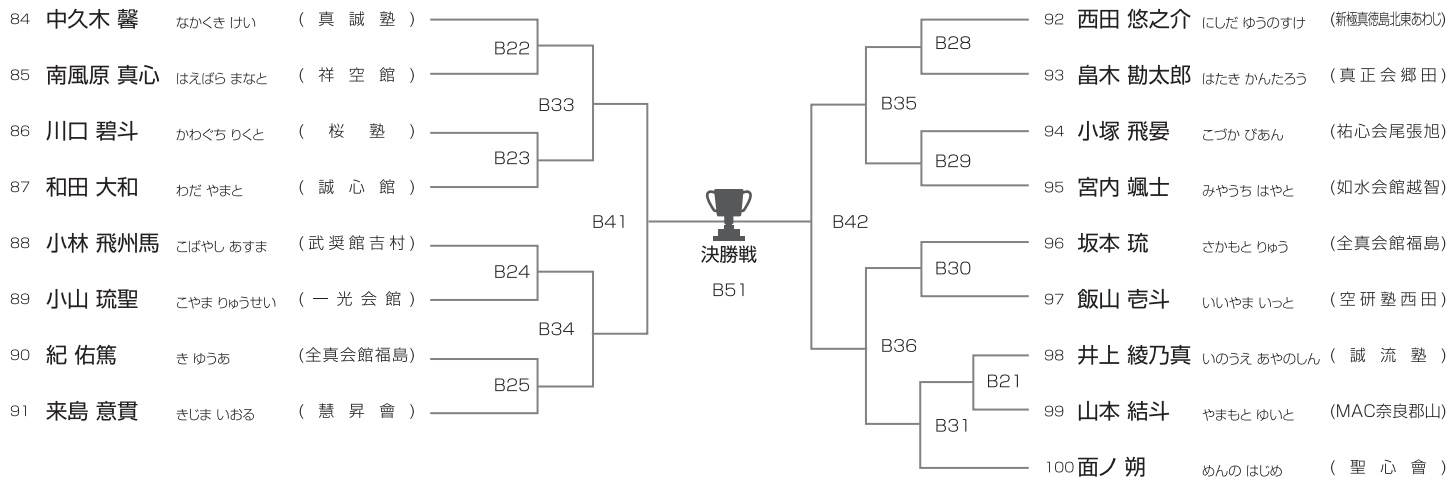 84 中久木 馨 なかくき けい (真誠塾)
85 南風原 真心 はえばら まなと (祥空館)
86 川口 碧斗 かわぐち りくと (桜塾)
87 和田 大和 わだ やまと (誠心館)
88 小林 飛州馬 こばやし あすま (武奨館吉村)
89 小山 琉聖 こやま りゅうせい (一光会館)
90 紀 佑篤 き ゆうあ (全真会館福島)
91 来島 意貫 きじま いおる (慧昇會)
B22
B33
B23
B41
B24
B34
B25
決勝戦
B51
B28
B35
B29
B42
B30
B36
B21
B31
92 西田 悠之介 にしだ ゆうのすけ (新極真徳島北東あわじ)
93 畠木 勘太郎 はたき かんたろう (真正会郷田)
94 小塚 飛晏 こづか びあん (祐心会尾張旭)
95 宮内 颯士 みやうち はやと (如水会館越智)
96 坂本 琉 さかもと りゅう (全真会館福島)
97 飯山 壱斗 いいやま いっと (空研塾西田)
98 井上 綾乃真 いのうえ あやのしん (誠流塾)
99 山本 結斗 やまもと ゆいと (MAC奈良郡山)
100 面ノ 朔 めんの はじめ (聖心會)